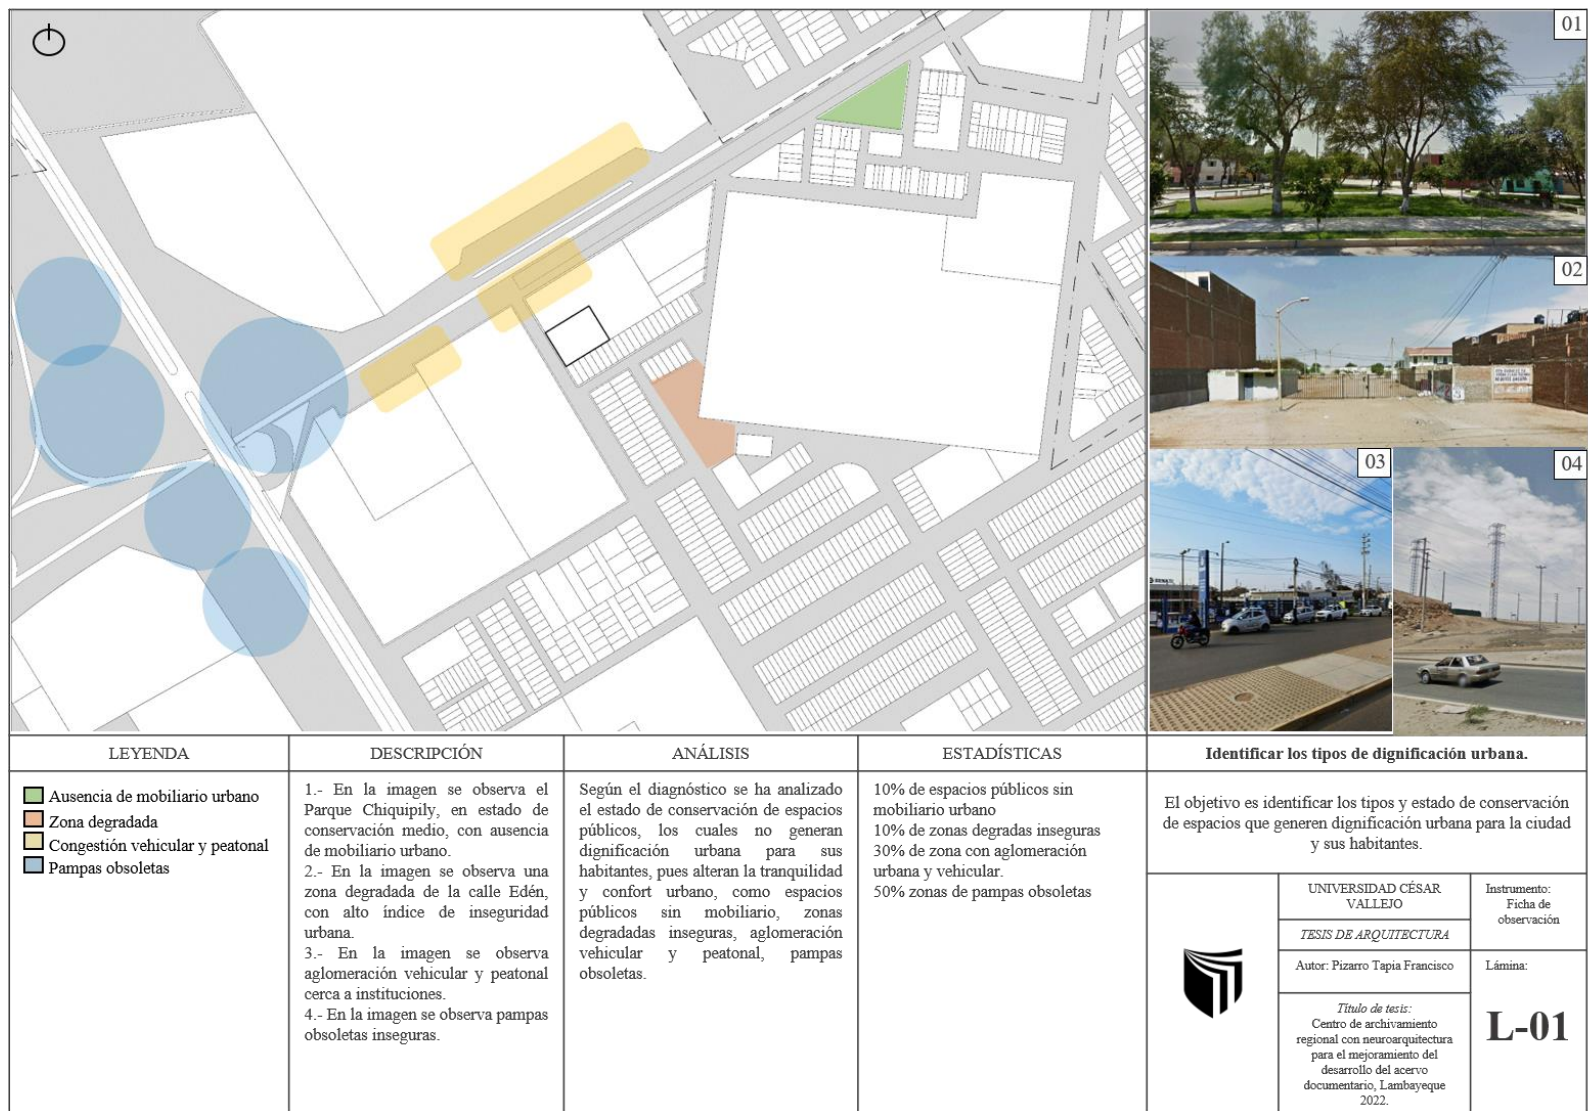 01
02
03
04
LEYENDA
Ausencia de mobiliario urbano
Zona degradada
Congestión vehicular y peatonal
Pampas obsoletas
DESCRIPCIÓN
1.- En la imagen se observa el
Parque Chiquipily, en estado de
conservación medio, con ausencia
de mobiliario urbano.
2.- En la imagen se observa una
zona degradada de la calle Edén,
con alto índice de inseguridad
urbana.
3.- En la imagen se observa
aglomeración vehicular y peatonal
cerca a instituciones.
4.- En la imagen se observa pampas
obsoletas inseguras.
ANÁLISIS
Según el diagnóstico se ha analizado
el estado de conservación de espacios
públicos, los cuales no generan
dignificación urbana para sus
habitantes, pues alteran la tranquilidad
y confort urbano, como espacios
públicos sin mobiliario, zonas
degradadas inseguras, aglomeración
vehicular y peatonal, pampas
obsoletas.
ESTADÍSTICAS
10% de espacios públicos sin
mobiliario urbano
10% de zonas degradas inseguras
30% de zona con aglomeración
urbana y vehicular.
50% zonas de pampas obsoletas
Identificar los tipos de dignificación urbana.
El objetivo es identificar los tipos y estado de conservación
de espacios que generen dignificación urbana para la ciudad
y sus habitantes.
UNIVERSIDAD CÉSAR
VALLEJO
TESIS DE ARQUITECTURA
Autor: Pizarro Tapia Francisco
Título de tesis:
Centro de archivamiento
regional con neuroarquitectura
para el mejoramiento del
desarrollo del acervo
documentario, Lambayeque
2022.
Instrumento:
Ficha de
observación
Lámina:
L-01